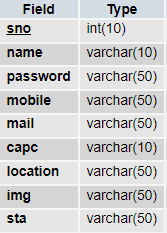 Field Type
sno int(10)
name varchar(10)
password varchar(50)
mobile varchar(50)
mail varchar(50)
capc varchar(10)
location varchar(50)
img varchar(50)
sta varchar(50)